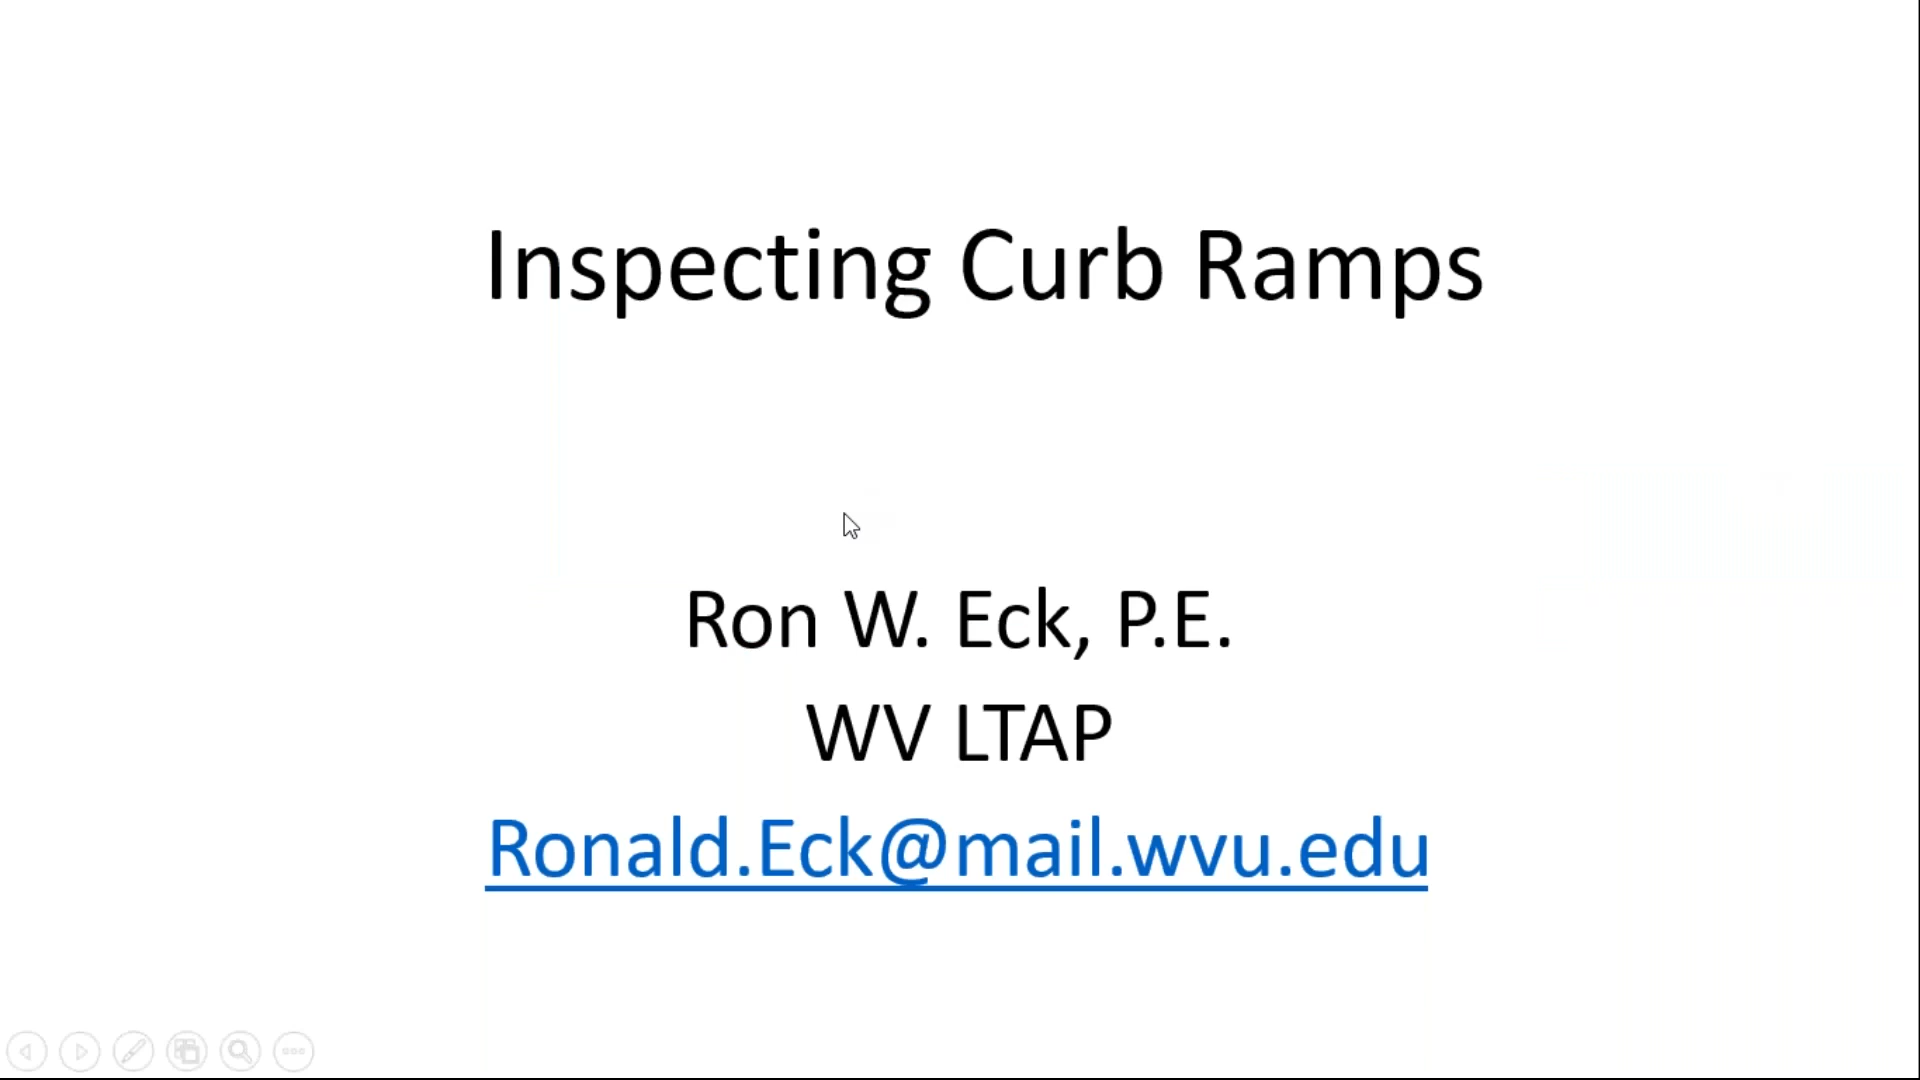 Inspecting Curb Ramps
Ron W. Eck, P.E.
WV LTAP
Ronald.Eck@mail.wvu.edu